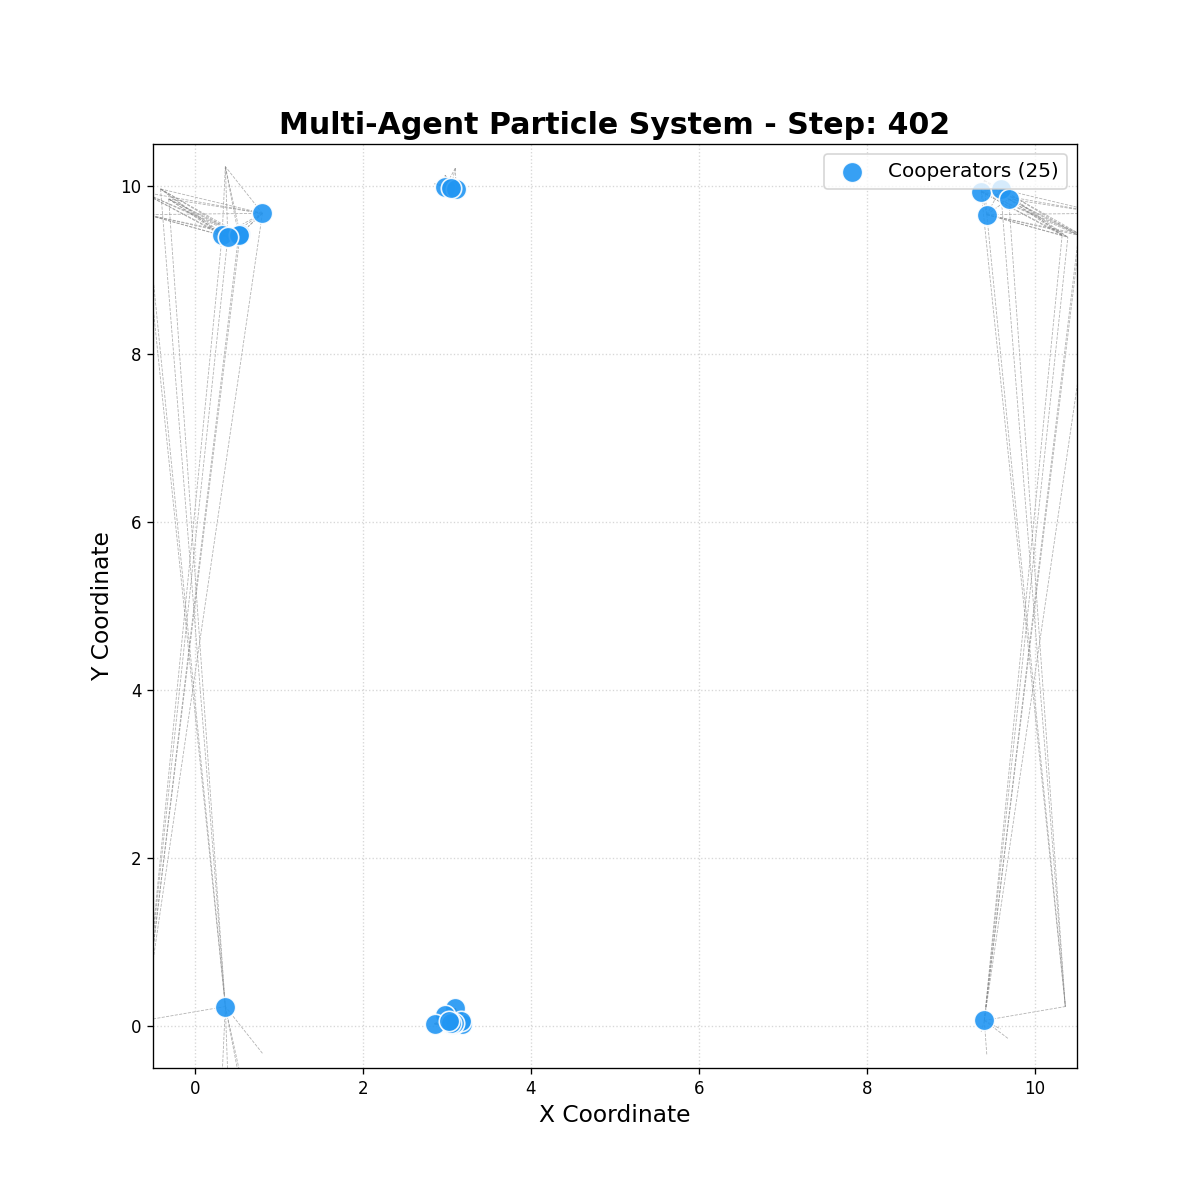 Multi-Agent Particle System - Step: 402
Cooperators (25)
10
8
6
4
2
0
Y Coordinate
0 2 4 6 8 10
X Coordinate